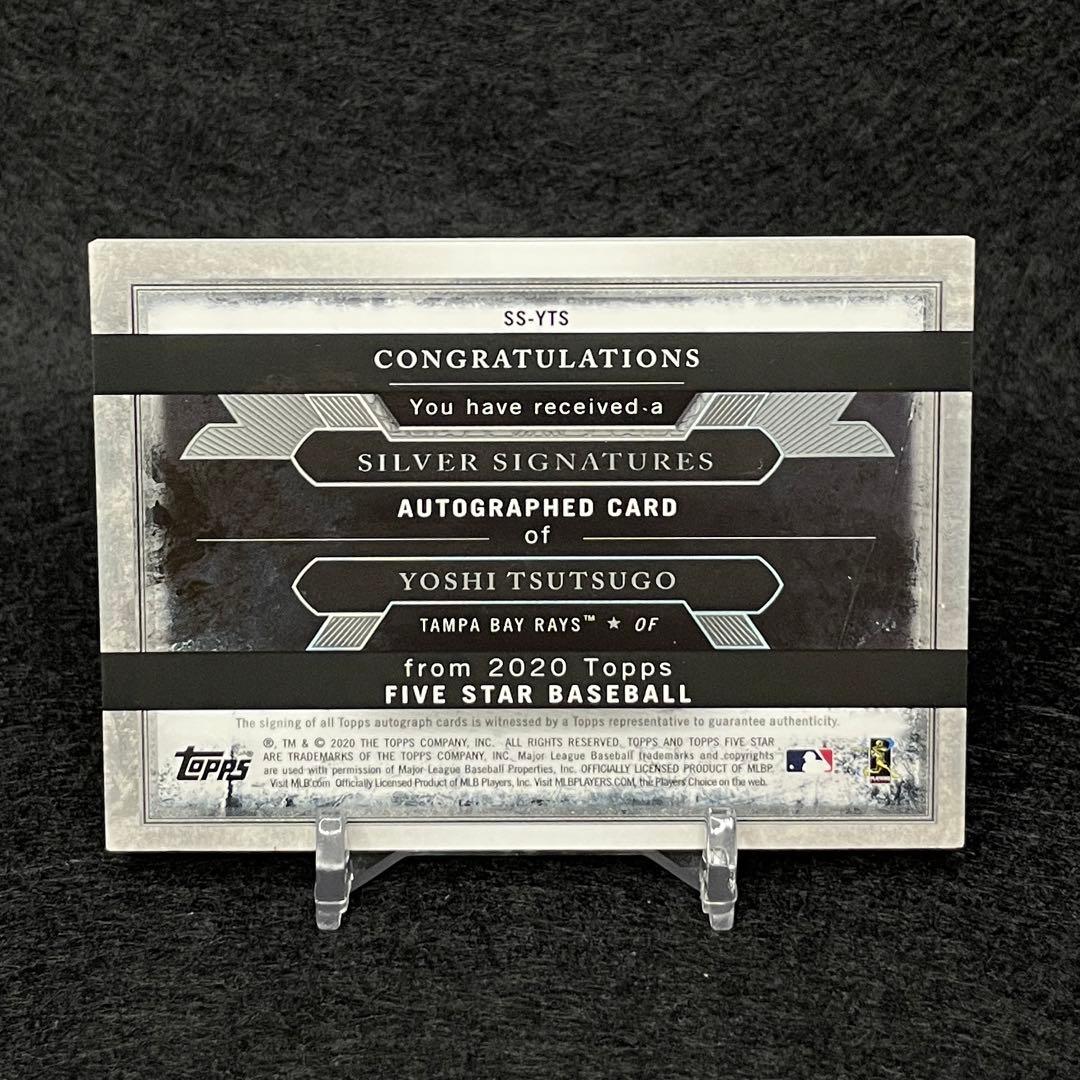 SS-YTS
CONGRATULATIONS
You have received a
SILVER SIGNATURES
AUTOGRAPHED CARD
of
YOSHI TSUTSUGO
TAMPA BAY RAYS™ ★ OF
from 2020 Topps
FIVE STAR BASEBALL
The signing of all Topps autograph cards is witnessed by a Topps representative to guarantee authenticity.
Topps®
®, TM & © 2020 THE TOPPS COMPANY, INC. ALL RIGHTS RESERVED. TOPPS AND TOPPS FIVE STAR
ARE TRADEMARKS OF THE TOPPS COMPANY, INC. Major League Baseball trademarks and copyrights
are used with permission of Major League Baseball Properties, Inc. OFFICIALLY LICENSED PRODUCT OF MLBP.
Visit MLB.com Officially Licensed Product of MLB Players, Inc. Visit MLBPLAYERS.COM, the Players Choice on the web.